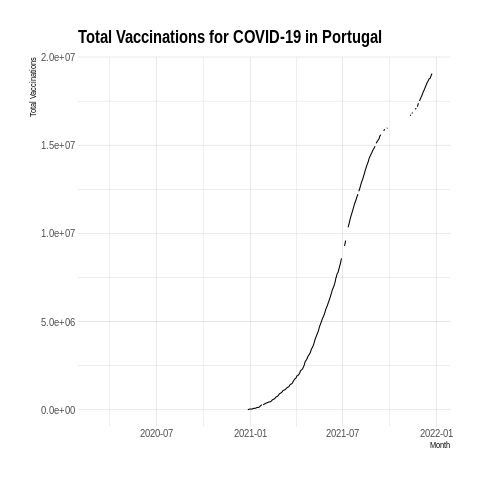 Total Vaccinations for COVID-19 in Portugal
Total Vaccinations
2.0e+07
1.5e+07
1.0e+07
5.0e+06
0.0e+00
2020-07
2021-01
2021-07
2022-01
Month